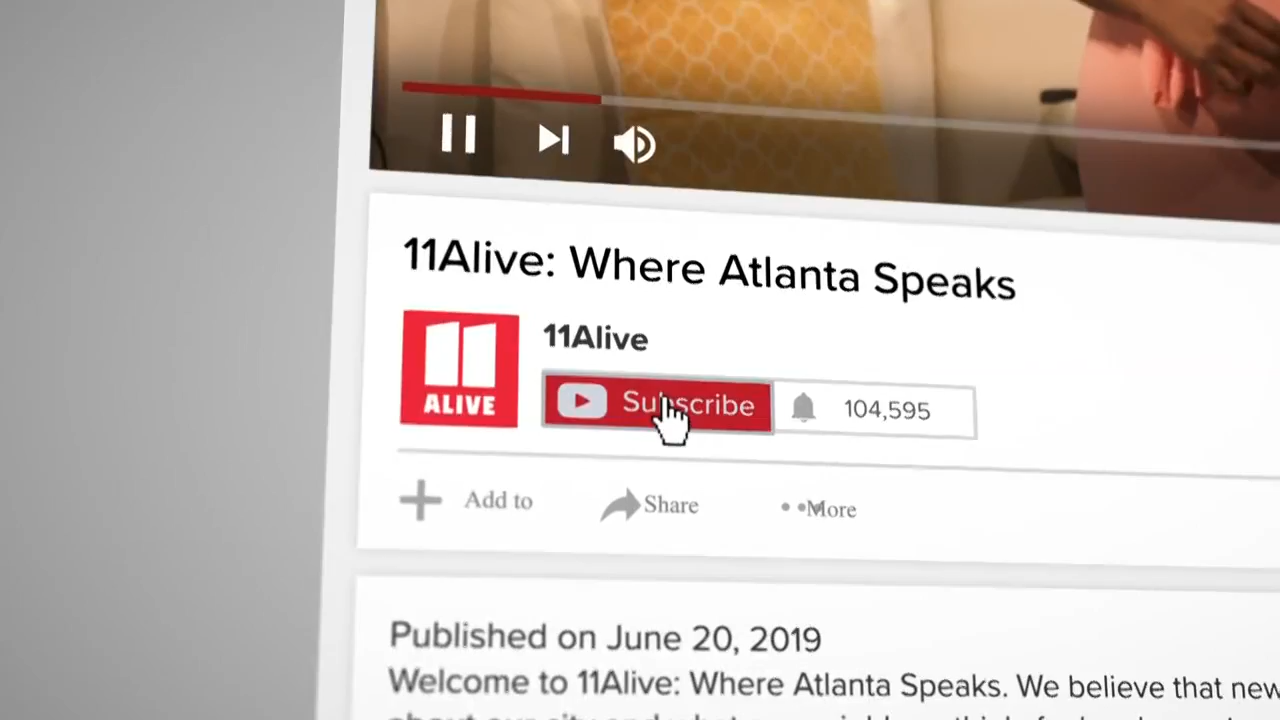 11Alive: Where Atlanta Speaks
ALIVE
11Alive
Subscribe
104,595
Add to
Share
More
Published on June 20, 2019
Welcome to 11Alive: Where Atlanta Speaks. We believe that new